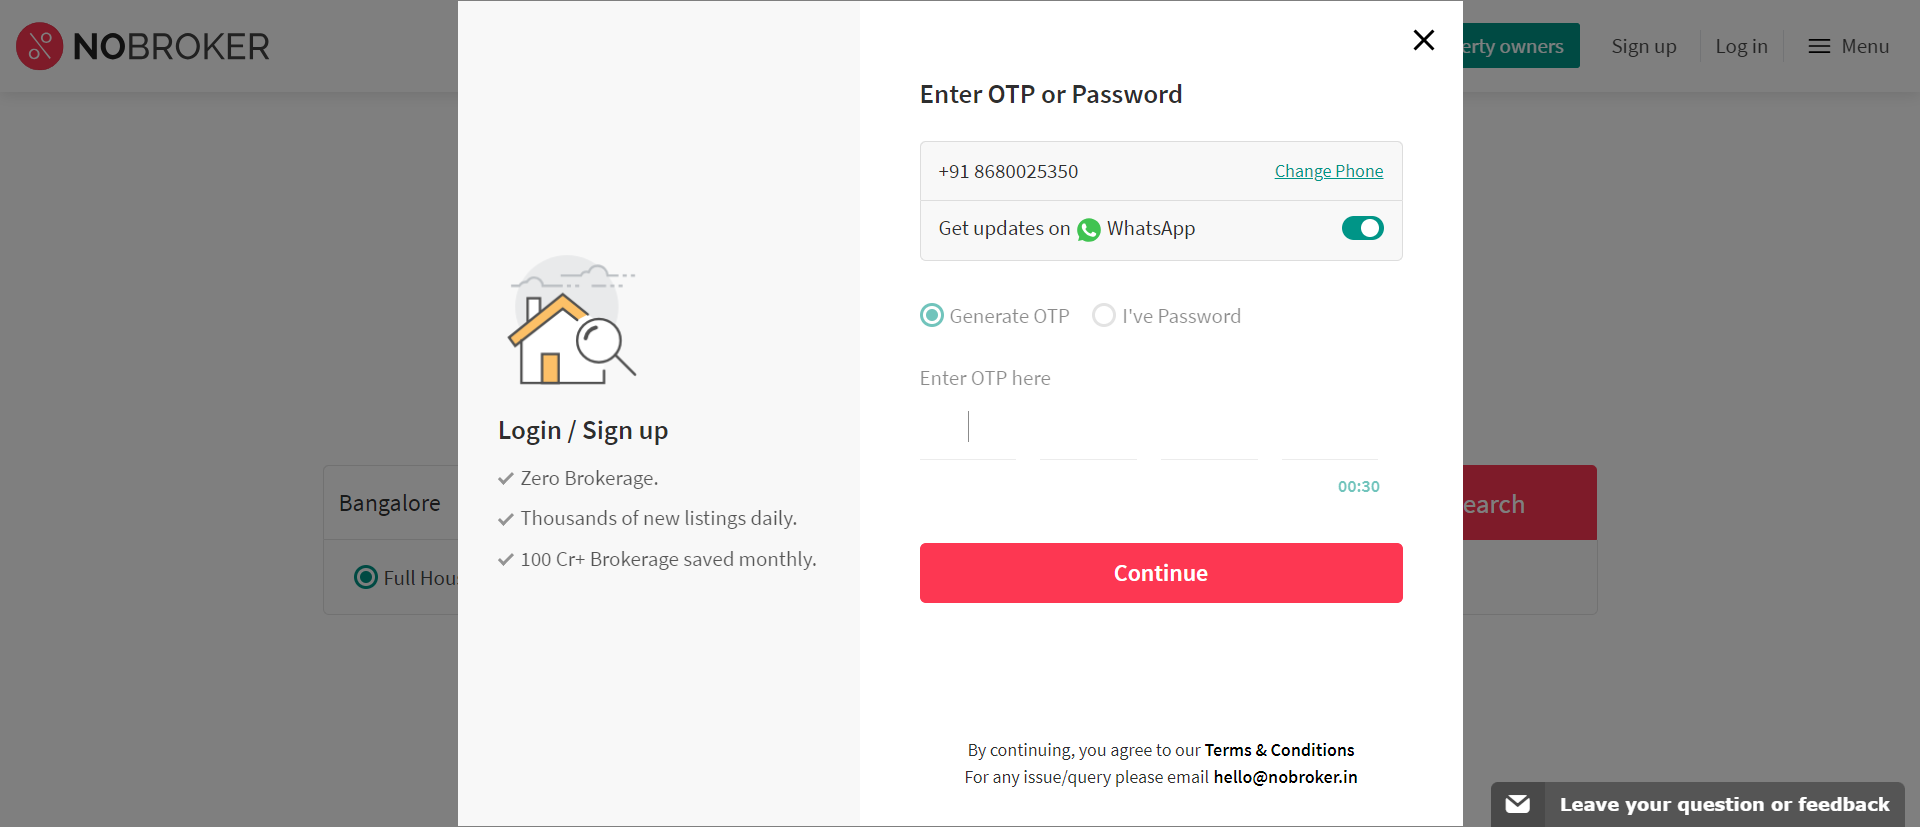 NOBROKER
erty owners
Sign up
Log in
Menu
Enter OTP or Password
+91 8680025350
Change Phone
Get updates on WhatsApp
Generate OTP
I've Password
Enter OTP here
00:30
Continue
By continuing, you agree to our Terms & Conditions
For any issue/query please email hello@nobroker.in
Login / Sign up
Zero Brokerage.
Thousands of new listings daily.
100 Cr+ Brokerage saved monthly.
Bangalore
earch
Full Hou
Leave your question or feedback